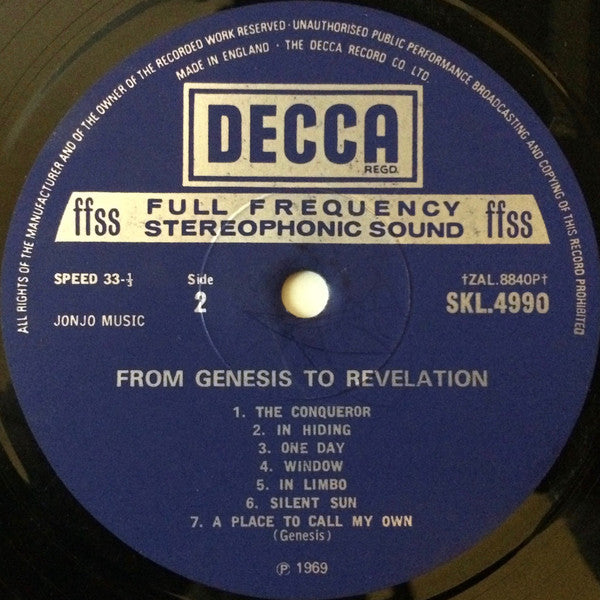 ALL RIGHTS OF THE MANUFACTURER AND OF THE OWNER OF THE RECORDED WORK RESERVED · UNAUTHORISED PUBLIC PERFORMANCE BROADCASTING AND COPYING OF THIS RECORD PROHIBITED
MADE IN ENGLAND · THE DECCA RECORD CO. LTD.
DECCA
REGD.
ffss FULL FREQUENCY ffss
STEREOPHONIC SOUND
SPEED 33-⅓ Side †ZAL.8840P†
2 SKL.4990
JONJO MUSIC
FROM GENESIS TO REVELATION
1. THE CONQUEROR
2. IN HIDING
3. ONE DAY
4. WINDOW
5. IN LIMBO
6. SILENT SUN
7. A PLACE TO CALL MY OWN
(Genesis)
℗ 1969